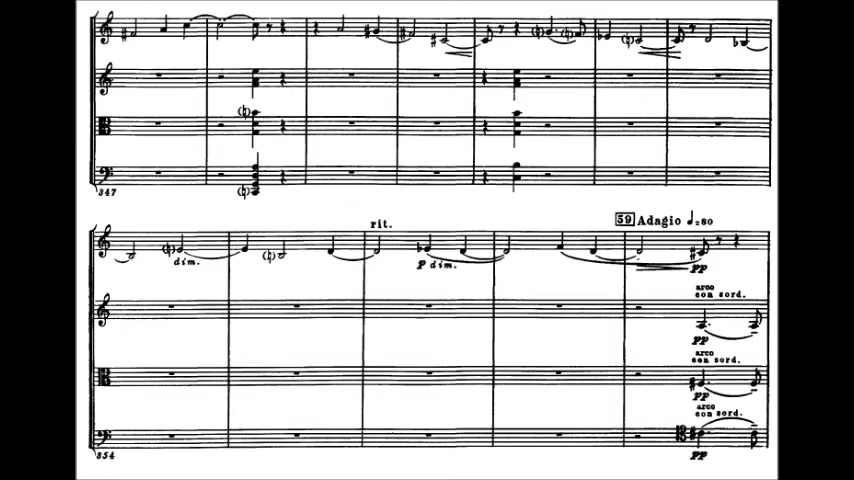 347
rit.
59 Adagio ♩=80
dim.
p dim.
pp
arco
con sord.
pp
arco
con sord.
pp
arco
con sord.
pp
354